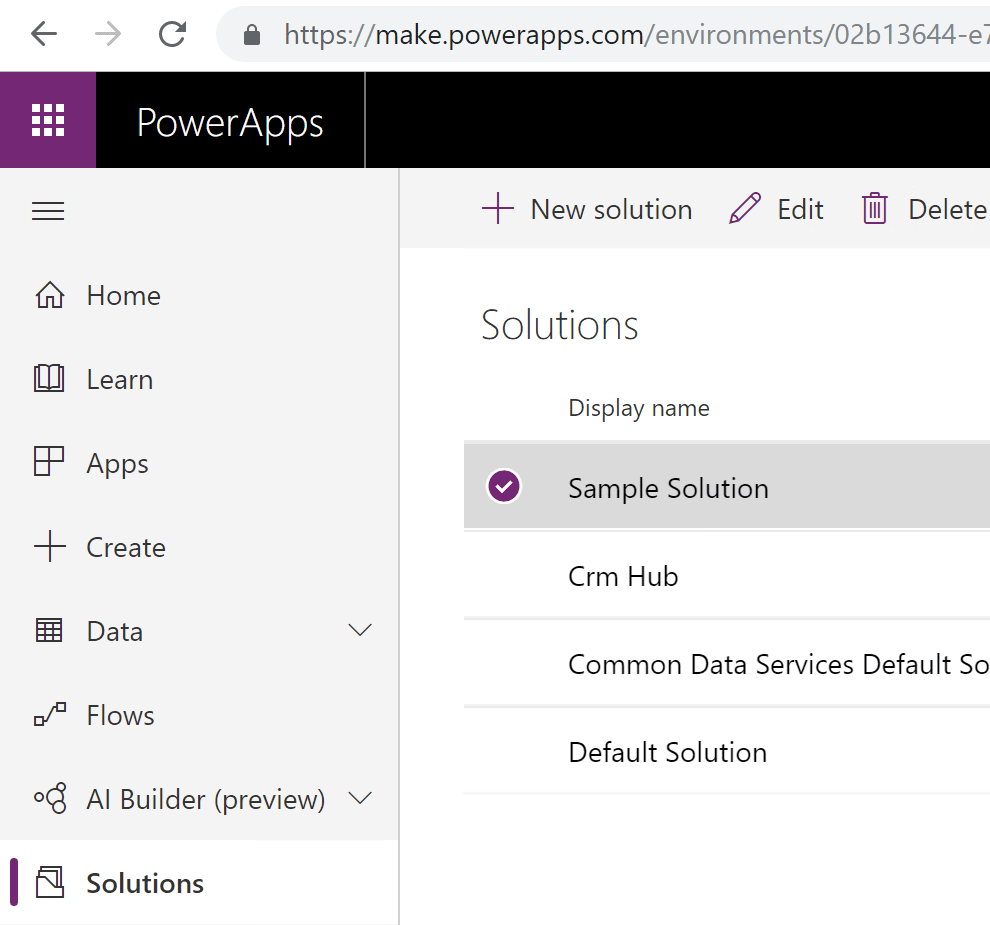 https://make.powerapps.com/environments/02b13644-e7
PowerApps
New solution Edit Delete
Home
Learn
Apps
Create
Data
Flows
AI Builder (preview)
Solutions
Solutions
Display name
Sample Solution
Crm Hub
Common Data Services Default So
Default Solution